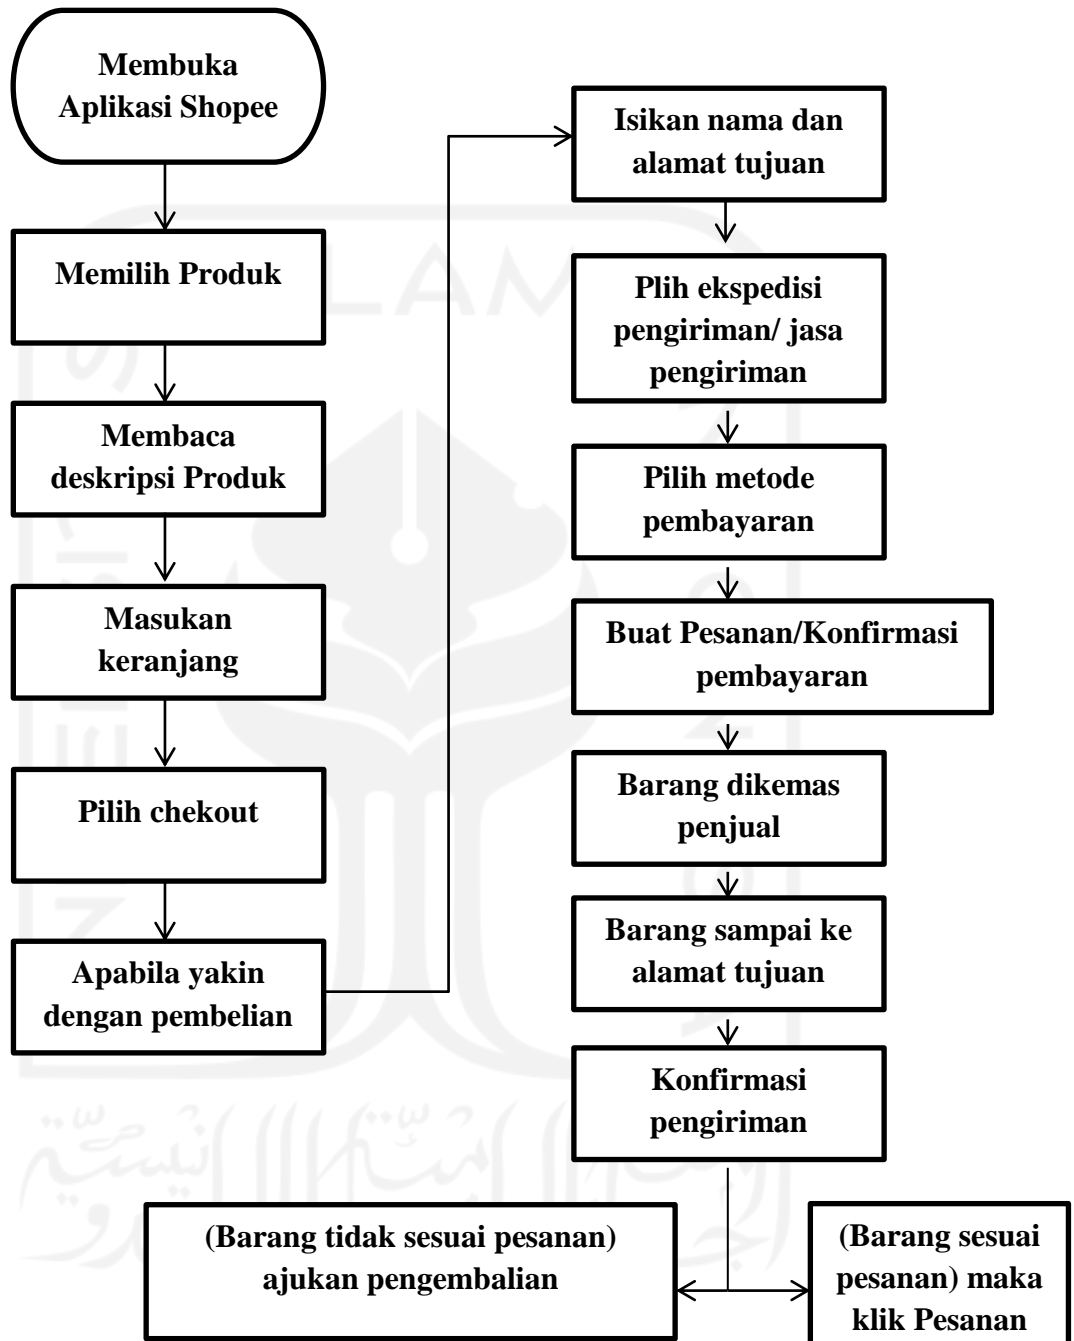 Membuka
Aplikasi Shopee
Memilih Produk
Membaca
deskripsi Produk
Masukan
keranjang
Pilih chekout
Apabila yakin
dengan pembelian
Isikan nama dan
alamat tujuan
Plih ekspedisi
pengiriman/ jasa
pengiriman
Pilih metode
pembayaran
Buat Pesanan/Konfirmasi
pembayaran
Barang dikemas
penjual
Barang sampai ke
alamat tujuan
Konfirmasi
pengiriman
(Barang tidak sesuai pesanan)
ajukan pengembalian
(Barang sesuai
pesanan) maka
klik Pesanan